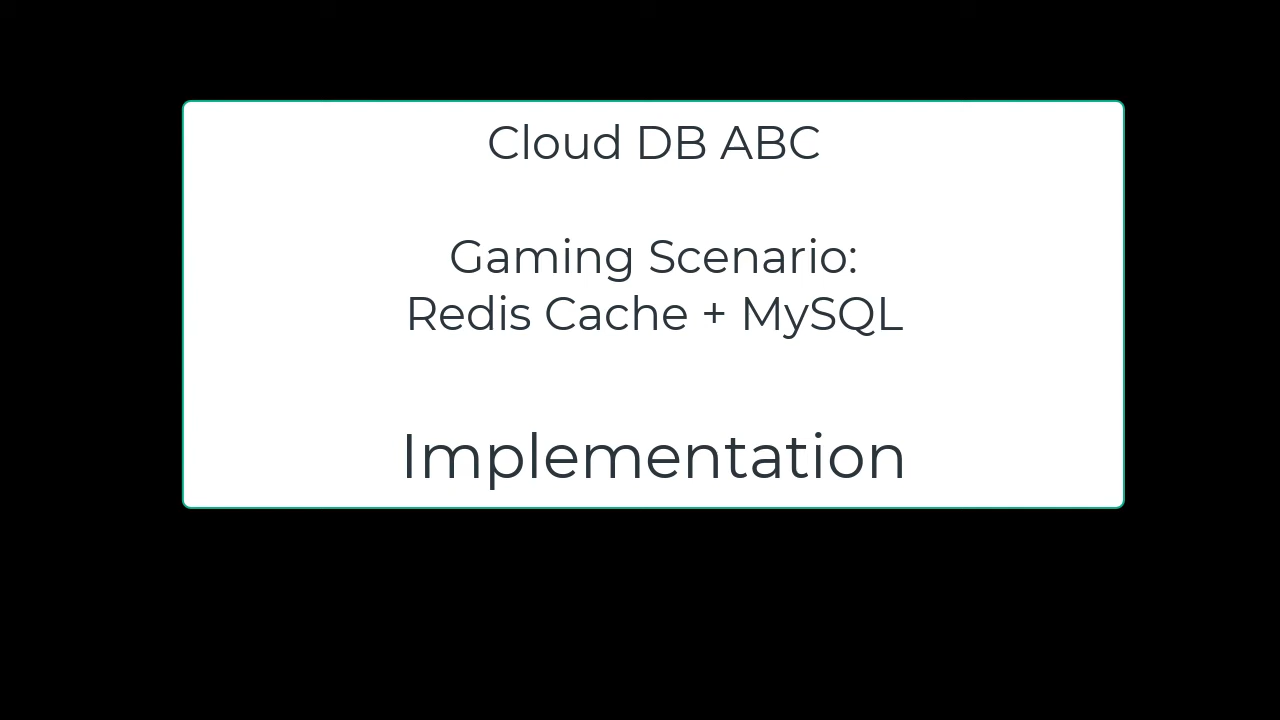 Cloud DB ABC
Gaming Scenario:
Redis Cache + MySQL
Implementation